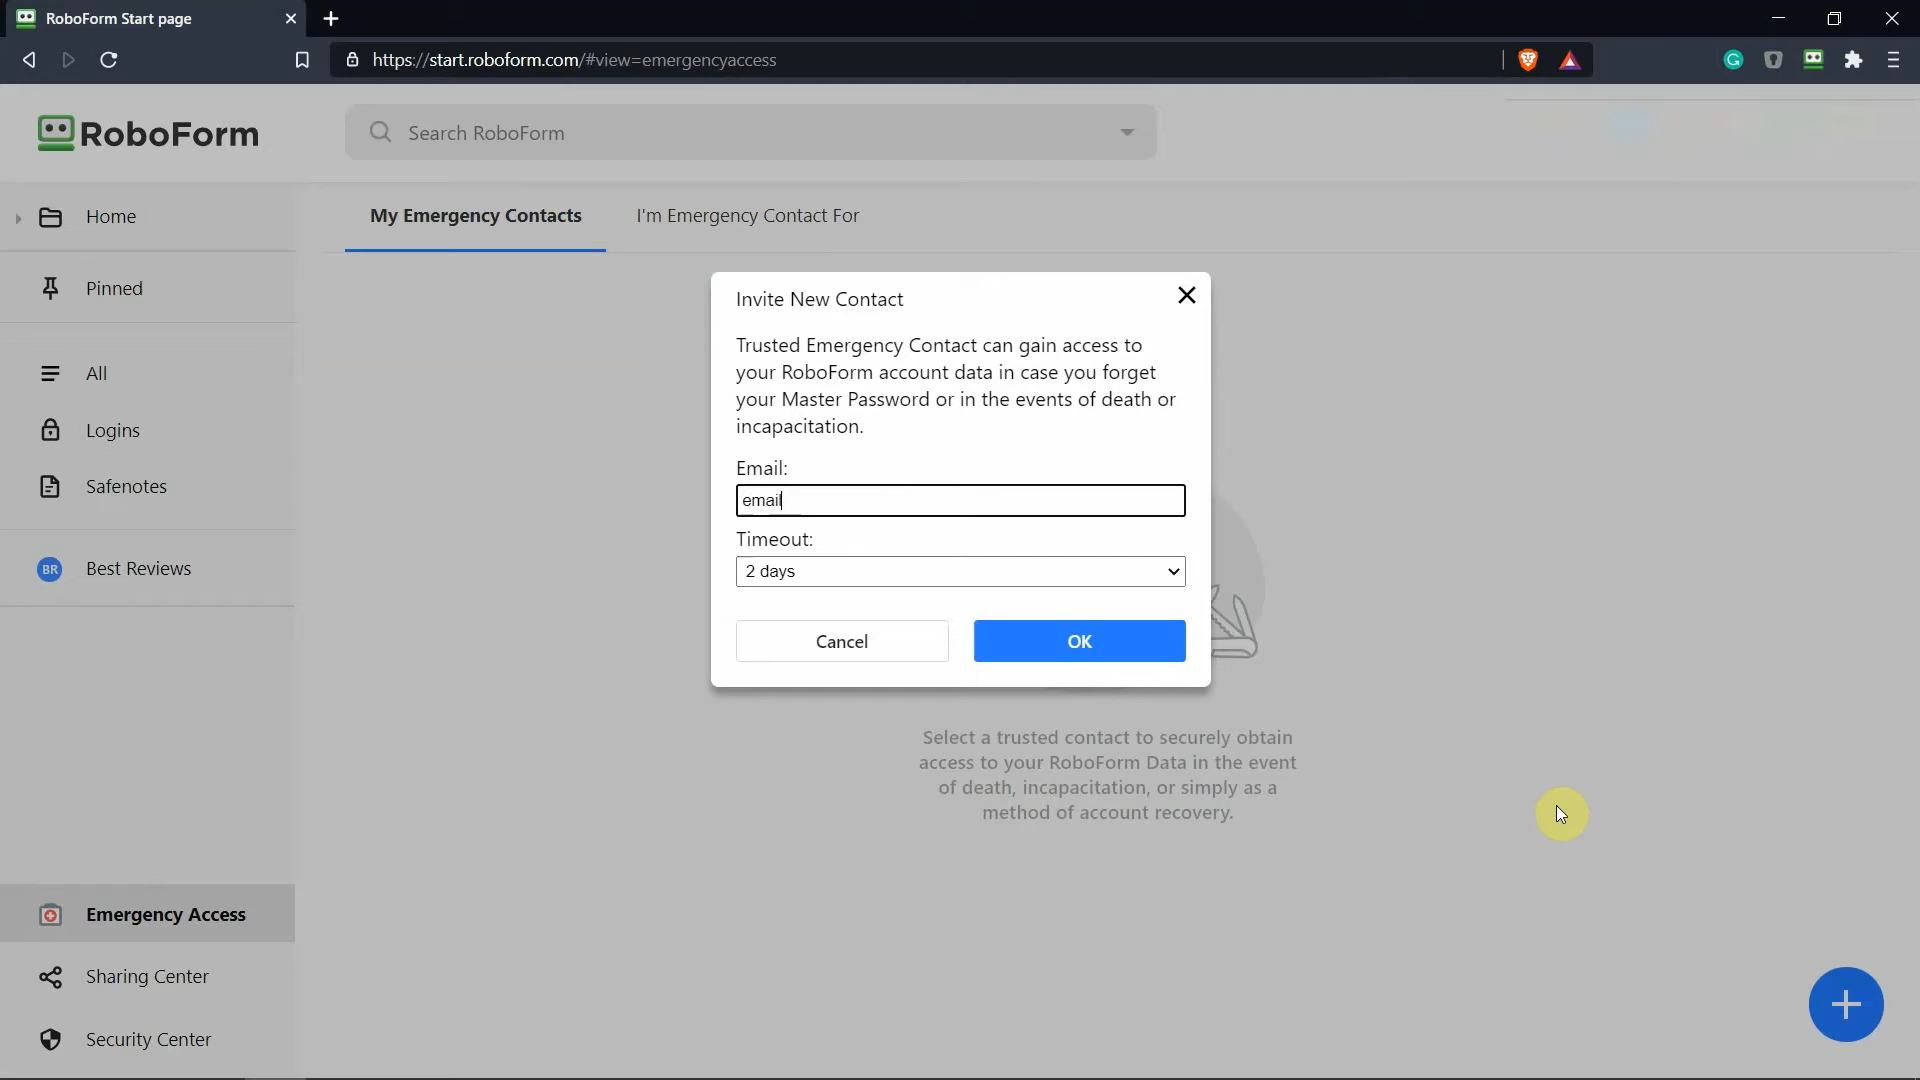 RoboForm Start page
https://start.roboform.com/#view=emergencyaccess
RoboForm
Search RoboForm
Home
My Emergency Contacts
I'm Emergency Contact For
Pinned
All
Logins
Safenotes
BR
Best Reviews
Invite New Contact
Trusted Emergency Contact can gain access to
your RoboForm account data in case you forget
your Master Password or in the events of death or
incapacitation.
Email:
email
Timeout:
2 days
Cancel
OK
Select a trusted contact to securely obtain
access to your RoboForm Data in the event
of death, incapacitation, or simply as a
method of account recovery.
Emergency Access
Sharing Center
Security Center